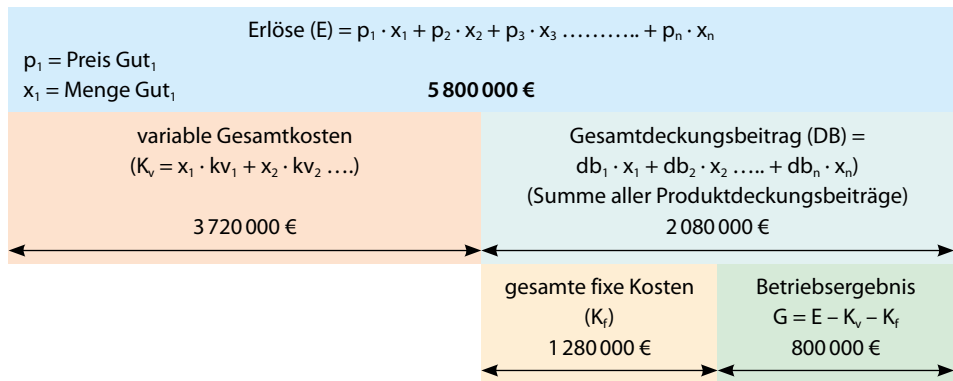 Erlöse (E) = p₁ · x₁ + p₂ · x₂ + p₃ · x₃ ……….. + pₙ · xₙ
p₁ = Preis Gut₁
x₁ = Menge Gut₁ 5 800 000 €
variable Gesamtkosten
(Kᵥ = x₁ · kv₁ + x₂ · kv₂ ….)
3 720 000 €
Gesamtdeckungsbeitrag (DB) =
db₁ · x₁ + db₂ · x₂ ….. + dbₙ · xₙ)
(Summe aller Produktdeckungsbeiträge)
2 080 000 €
gesamte fixe Kosten
(K_f)
1 280 000 €
Betriebsergebnis
G = E – Kᵥ – K_f
800 000 €